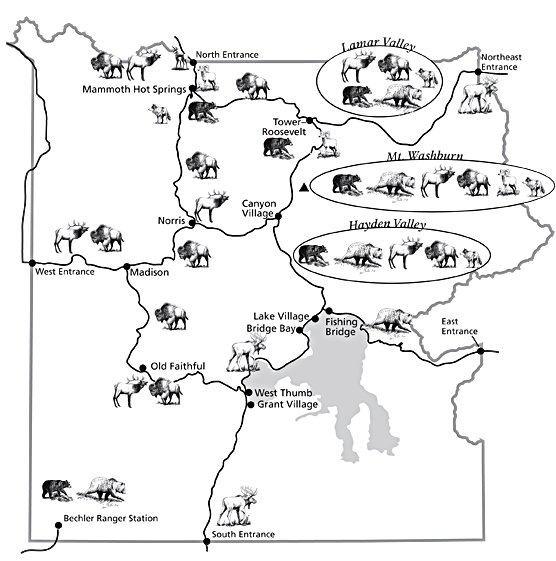 Lamar Valley
North Entrance
Northeast
Entrance
Mammoth Hot Springs
Tower–
Roosevelt
Mt. Washburn
Canyon
Village
Norris
Hayden Valley
West Entrance
Madison
Lake Village
Fishing
Bridge
Bridge Bay
East
Entrance
Old Faithful
West Thumb
Grant Village
Bechler Ranger Station
South Entrance